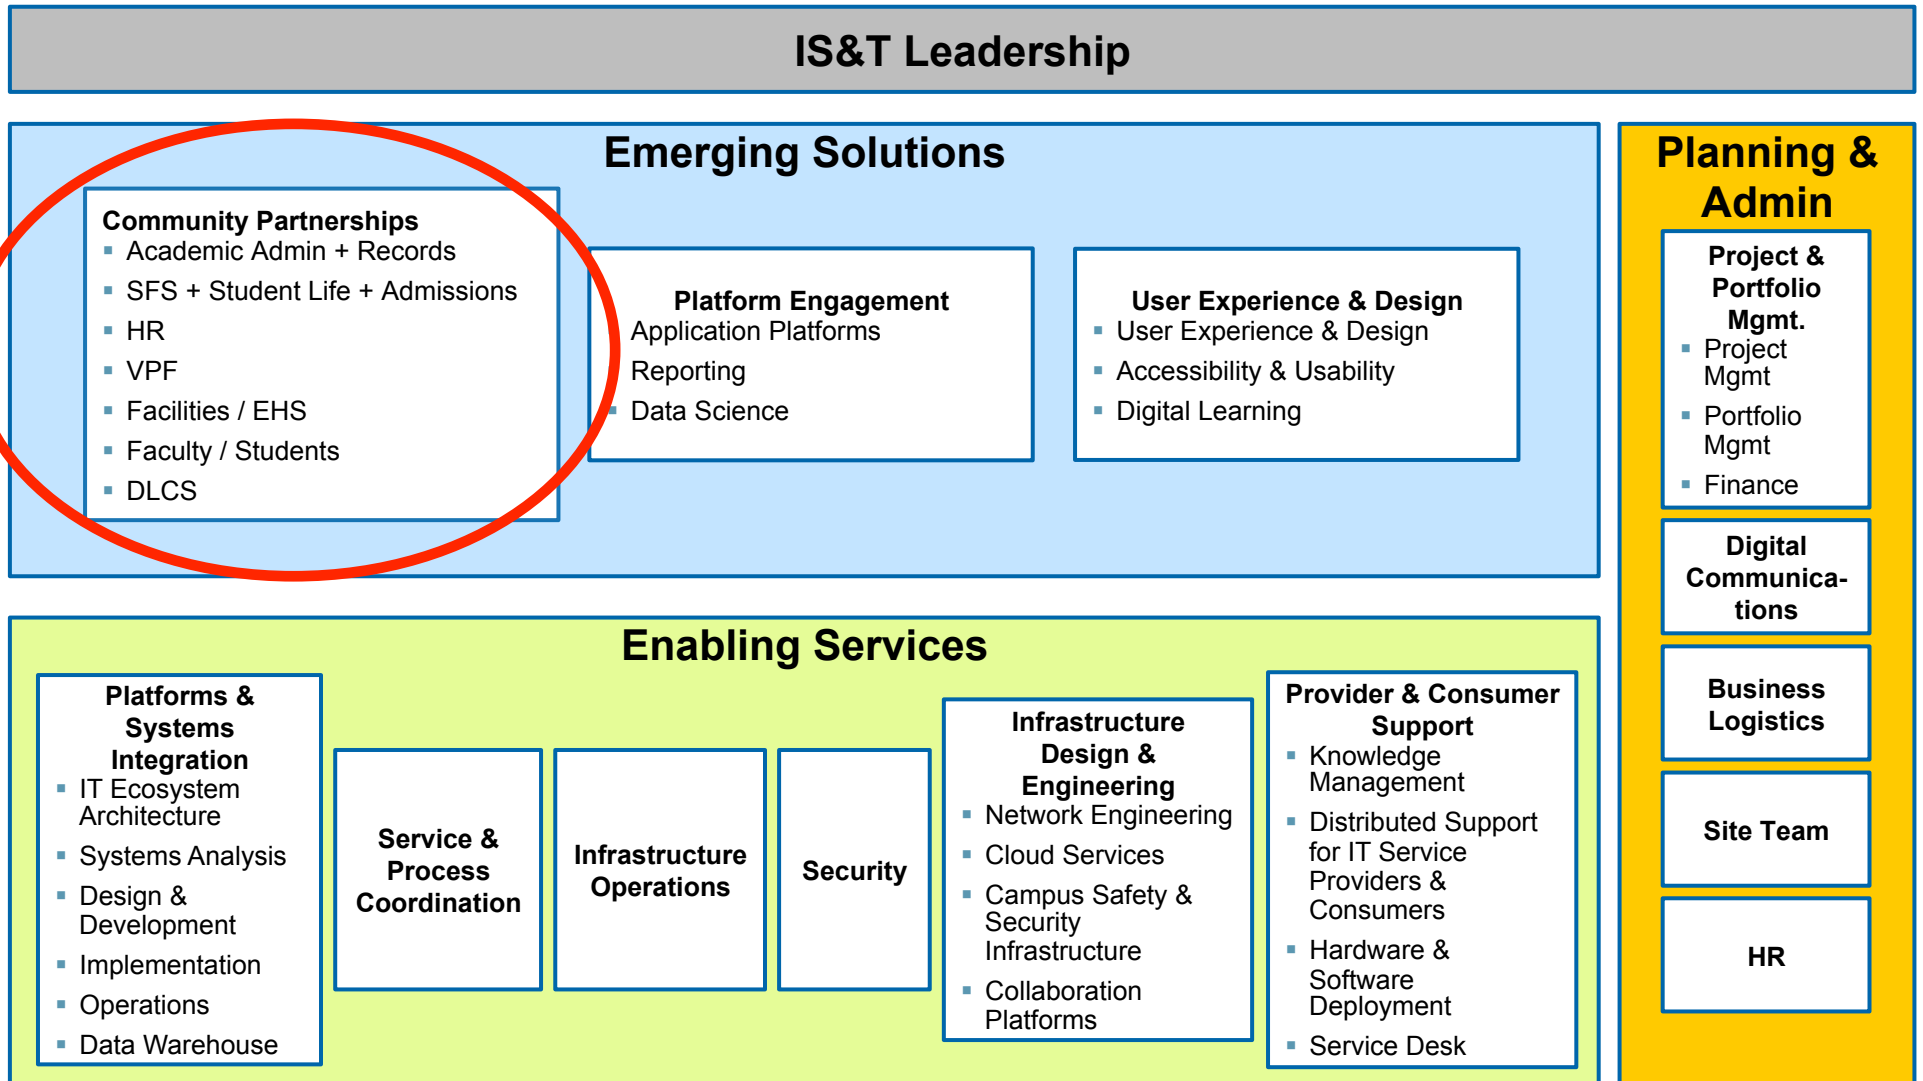 IS&T Leadership
Emerging Solutions
Community Partnerships
▪ Academic Admin + Records
▪ SFS + Student Life + Admissions
▪ HR
▪ VPF
▪ Facilities / EHS
▪ Faculty / Students
▪ DLCS
Platform Engagement
Application Platforms
Reporting
▪ Data Science
User Experience & Design
▪ User Experience & Design
▪ Accessibility & Usability
▪ Digital Learning
Planning &
Admin
Project &
Portfolio
Mgmt.
▪ Project
Mgmt
▪ Portfolio
Mgmt
▪ Finance
Digital
Communica-
tions
Business
Logistics
Site Team
HR
Enabling Services
Platforms &
Systems
Integration
▪ IT Ecosystem
Architecture
▪ Systems Analysis
▪ Design &
Development
▪ Implementation
▪ Operations
▪ Data Warehouse
Service &
Process
Coordination
Infrastructure
Operations
Security
Infrastructure
Design &
Engineering
▪ Network Engineering
▪ Cloud Services
▪ Campus Safety &
Security
Infrastructure
▪ Collaboration
Platforms
Provider & Consumer
Support
▪ Knowledge
Management
▪ Distributed Support
for IT Service
Providers &
Consumers
▪ Hardware &
Software
Deployment
▪ Service Desk